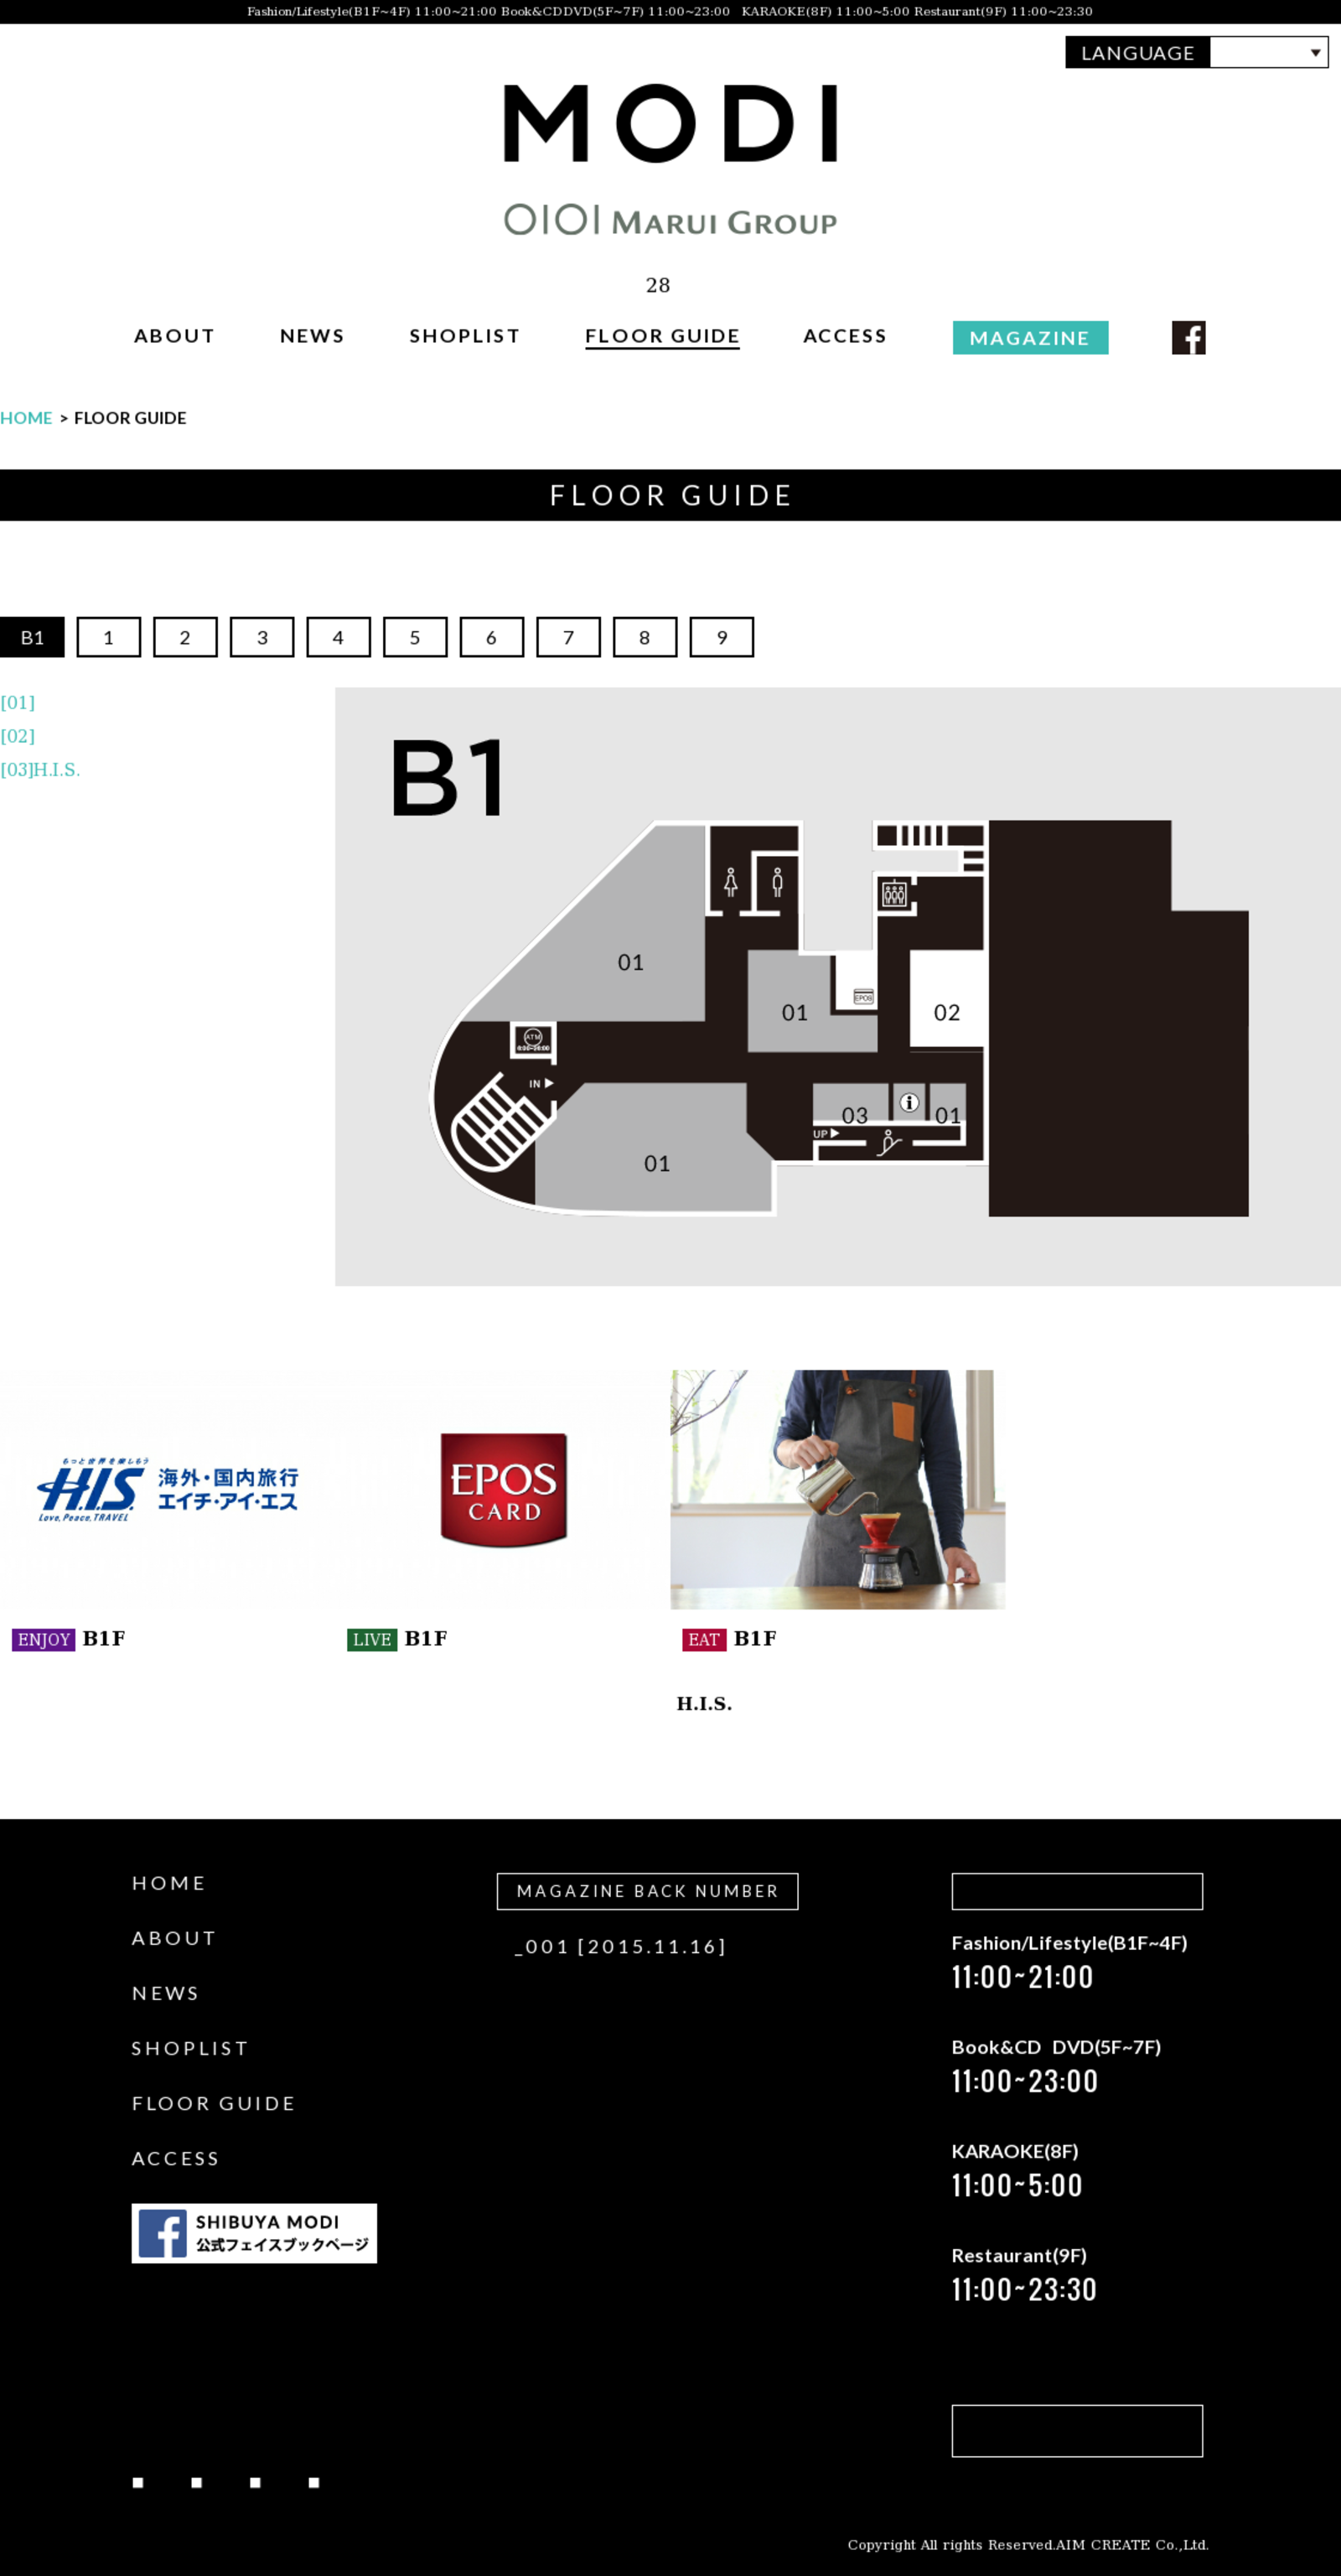 Fashion/Lifestyle(B1F~4F) 11:00~21:00 Book&CDDVD(5F~7F) 11:00~23:00 KARAOKE(8F) 11:00~5:00 Restaurant(9F) 11:00~23:30
LANGUAGE
MODI
OIOI MARUI GROUP
28
ABOUT NEWS SHOPLIST FLOOR GUIDE ACCESS MAGAZINE
HOME > FLOOR GUIDE
FLOOR GUIDE
B1 1 2 3 4 5 6 7 8 9
[01]
[02]
[03]H.I.S.
B1
01
01
EPOS
02
ATM
IN
03
01
UP
01
もっと世界を楽しもう
H.I.S. 海外・国内旅行
エイチ・アイ・エス
Love, Peace, TRAVEL
EPOS
CARD
ENJOY B1F
LIVE B1F
EAT B1F
H.I.S.
HOME
ABOUT
NEWS
SHOPLIST
FLOOR GUIDE
ACCESS
SHIBUYA MODI
公式フェイスブックページ
MAGAZINE BACK NUMBER
_001 [2015.11.16]
Fashion/Lifestyle(B1F~4F)
11:00~21:00
Book&CD DVD(5F~7F)
11:00~23:00
KARAOKE(8F)
11:00~5:00
Restaurant(9F)
11:00~23:30
Copyright All rights Reserved.AIM CREATE Co.,Ltd.